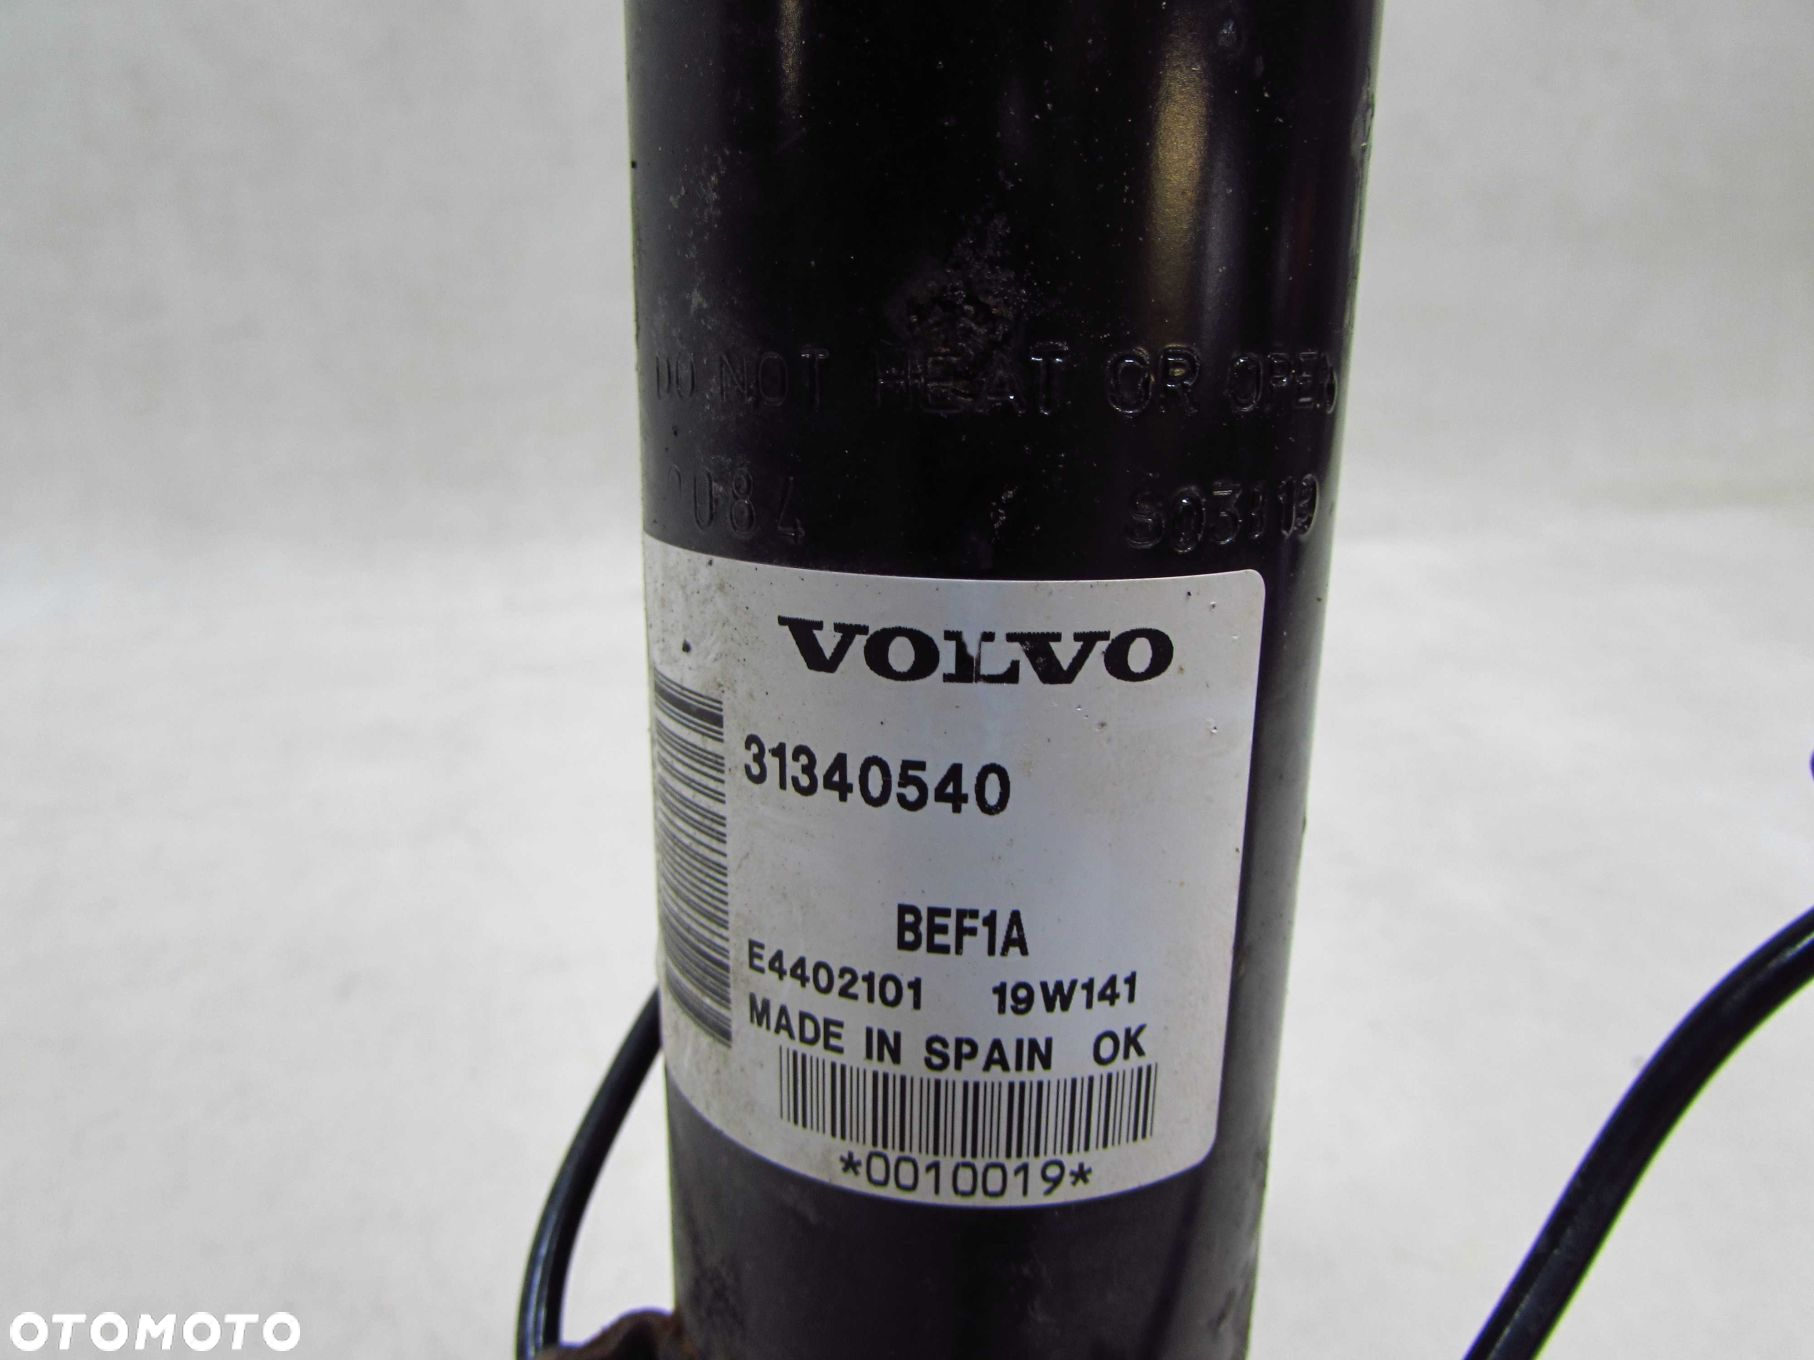 DO NOT HEAT OR OPEN
VOLVO
31340540
BEF1A
E4402101 19W141
MADE IN SPAIN OK
*0010019*
OTOMOTO